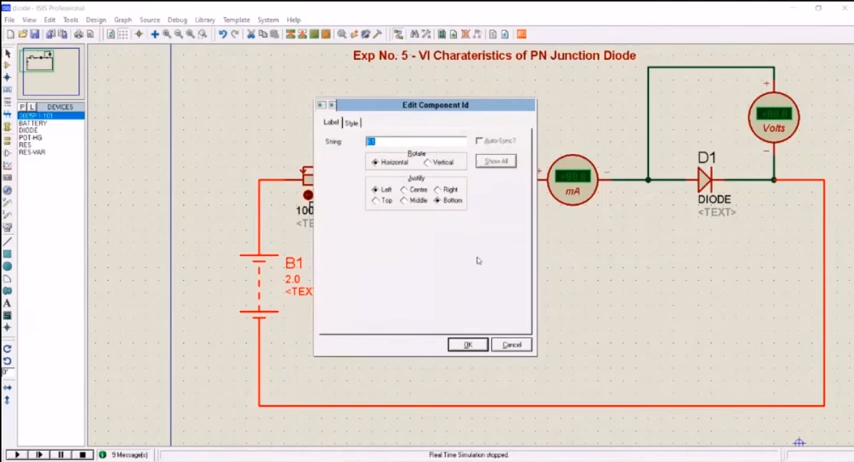 diode - ISIS Professional
File View Edit Tools Design Graph Source Debug Library Template System Help
Exp No. 5 - VI Charateristics of PN Junction Diode
P L DEVICES
BATTERY
DIODE
POT-HG
RES
RES-VAR
Edit Component Id
Label Style
String:
Auto-Sync?
Rotate
Horizontal Vertical
Show All
Justify
Left Centre Right
Top Middle Bottom
OK Cancel
B1
2.0
<TEX
100
<TE
+
mA
+
Volts
D1
DIODE
<TEXT>
9 Message(s)
Real Time Simulation stopped.